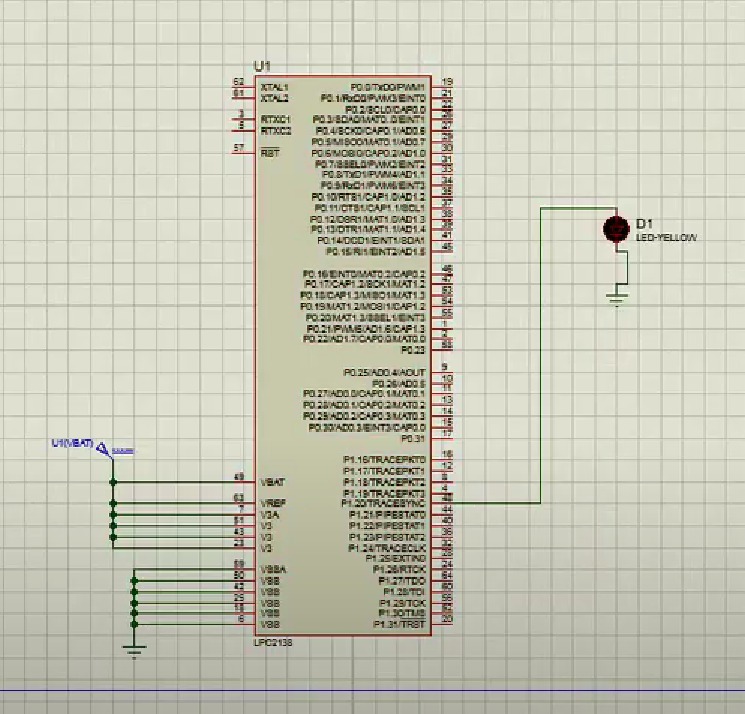 U1
62 XTAL1
61 XTAL2
3 RTXC1
5 RTXC2
57 RST
U1(VBAT)
49 VBAT
63 VREF
7 V3A
51 V3
43 V3
23 V3
59 VSSA
50 VSS
42 VSS
25 VSS
18 VSS
6 VSS
P0.0/TxD0/PWM1 19
P0.1/RxD0/PWM3/EINT0 21
P0.2/SCL0/CAP0.0
P0.3/SDA0/MAT0.0/EINT1
P0.4/SCK0/CAP0.1/AD0.6
P0.5/MISO0/MAT0.1/AD0.7
P0.6/MOSI0/CAP0.2/AD1.0 30
P0.7/SSEL0/PWM2/EINT2 31
P0.8/TxD1/PWM4/AD1.1 33
P0.9/RxD1/PWM6/EINT3 34
P0.10/RTS1/CAP1.0/AD1.2
P0.11/CTS1/CAP1.1/SCL1 37
P0.12/DSR1/MAT1.0/AD1.3 38
P0.13/DTR1/MAT1.1/AD1.4 39
P0.14/DCD1/EINT1/SDA1 41
P0.15/RI1/EINT2/AD1.5 45
P0.16/EINT0/MAT0.2/CAP0.2 46
P0.17/CAP1.2/SCK1/MAT1.2 47
P0.18/CAP1.3/MISO1/MAT1.3 53
P0.19/MAT1.2/MOSI1/CAP1.2 54
P0.20/MAT1.3/SSEL1/EINT3 55
P0.21/PWM5/AD1.6/CAP1.3 1
P0.22/AD1.7/CAP0.0/MAT0.0 2
P0.23 58
P0.25/AD0.4/AOUT 9
P0.26/AD0.5 10
P0.27/AD0.0/CAP0.1/MAT0.1 11
P0.28/AD0.1/CAP0.2/MAT0.2 13
P0.29/AD0.2/CAP0.3/MAT0.3 14
P0.30/AD0.3/EINT3/CAP0.0 15
P0.31 17
P1.16/TRACEPKT0 16
P1.17/TRACEPKT1 12
P1.18/TRACEPKT2 8
P1.19/TRACEPKT3 4
P1.20/TRACESYNC 48
P1.21/PIPESTAT0 44
P1.22/PIPESTAT1 40
P1.23/PIPESTAT2 36
P1.24/TRACECLK 32
P1.25/EXTIN0 28
P1.26/RTCK 24
P1.27/TDO 64
P1.28/TDI 60
P1.29/TCK 56
P1.30/TMS 52
P1.31/TRST 20
LPC2138
D1
LED-YELLOW